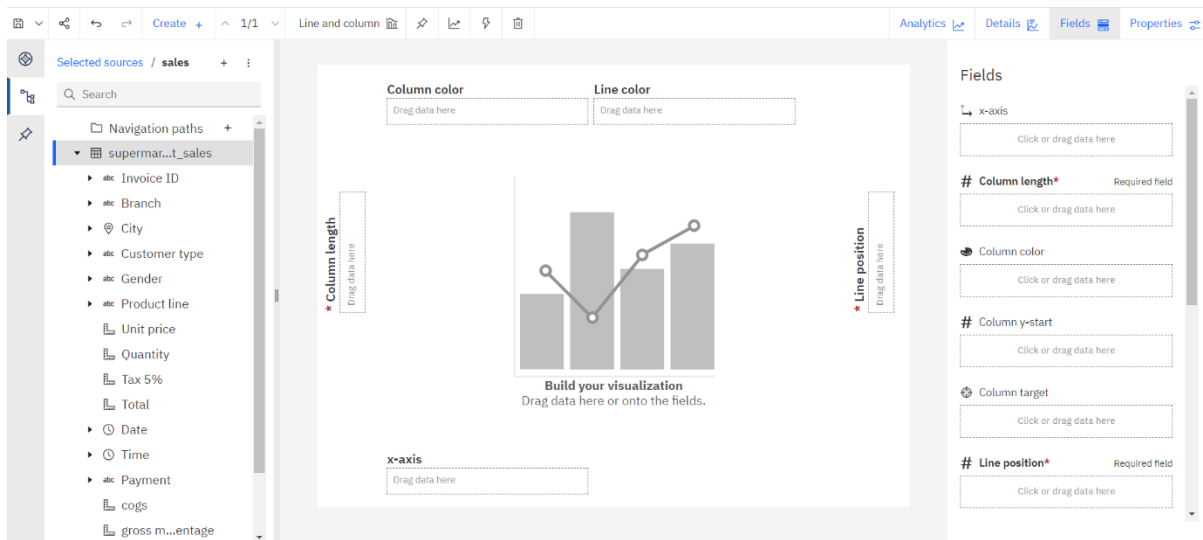 Create + 1/1 Line and column Analytics Details Fields Properties
Selected sources / sales
Search
Navigation paths +
supermar...t_sales
abc Invoice ID
abc Branch
City
abc Customer type
abc Gender
abc Product line
Unit price
Quantity
Tax 5%
Total
Date
Time
abc Payment
cogs
gross m...entage
Column color
Drag data here
Line color
Drag data here
* Column length
Drag data here
* Line position
Drag data here
Build your visualization
Drag data here or onto the fields.
x-axis
Drag data here
Fields
x-axis
Click or drag data here
# Column length* Required field
Click or drag data here
Column color
Click or drag data here
# Column y-start
Click or drag data here
Column target
Click or drag data here
# Line position* Required field
Click or drag data here